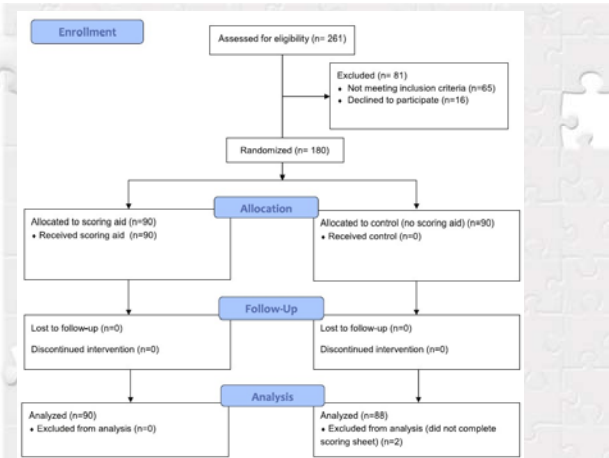 Enrollment
Assessed for eligibility (n= 261)
Excluded (n= 81)
♦ Not meeting inclusion criteria (n=65)
♦ Declined to participate (n=16)
Randomized (n= 180)
Allocation
Allocated to scoring aid (n=90)
♦ Received scoring aid (n=90)
Allocated to control (no scoring aid) (n=90)
♦ Received control (n=0)
Follow-Up
Lost to follow-up (n=0)
Discontinued intervention (n=0)
Lost to follow-up (n=0)
Discontinued intervention (n=0)
Analysis
Analyzed (n=90)
♦ Excluded from analysis (n=0)
Analyzed (n=88)
♦ Excluded from analysis (did not complete
scoring sheet) (n=2)